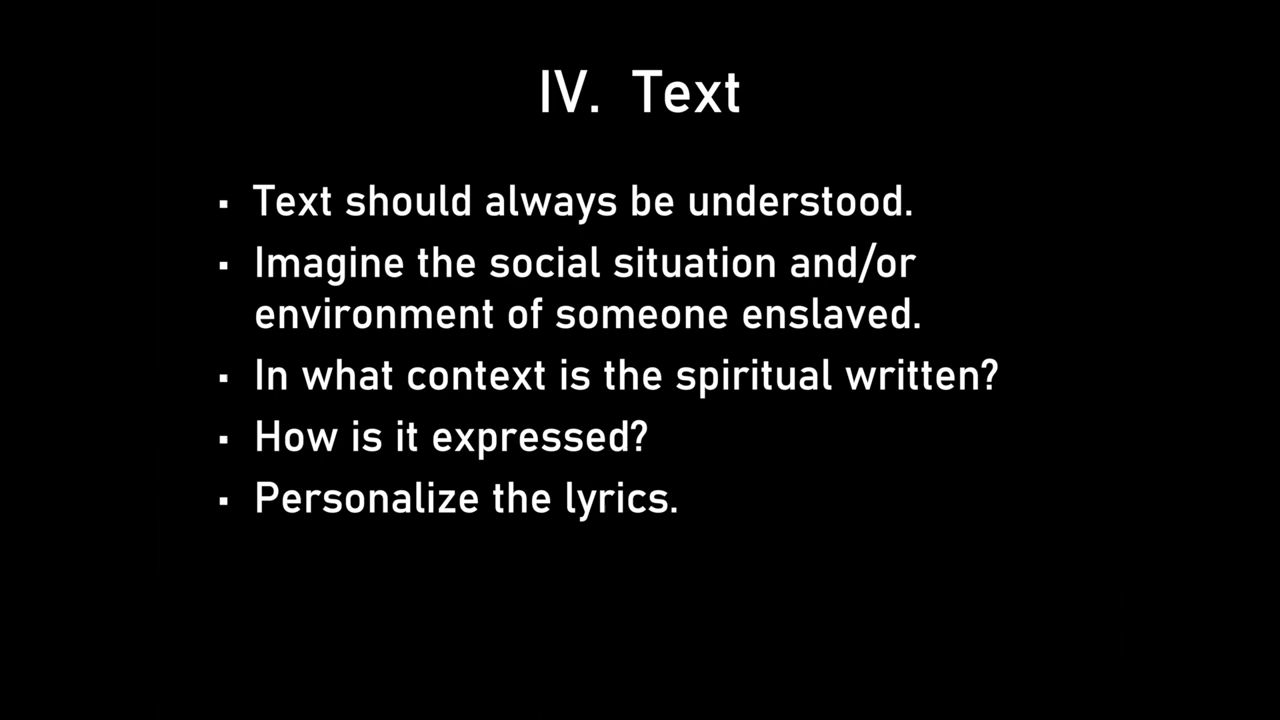 IV. Text
▪ Text should always be understood.
▪ Imagine the social situation and/or
environment of someone enslaved.
▪ In what context is the spiritual written?
▪ How is it expressed?
▪ Personalize the lyrics.